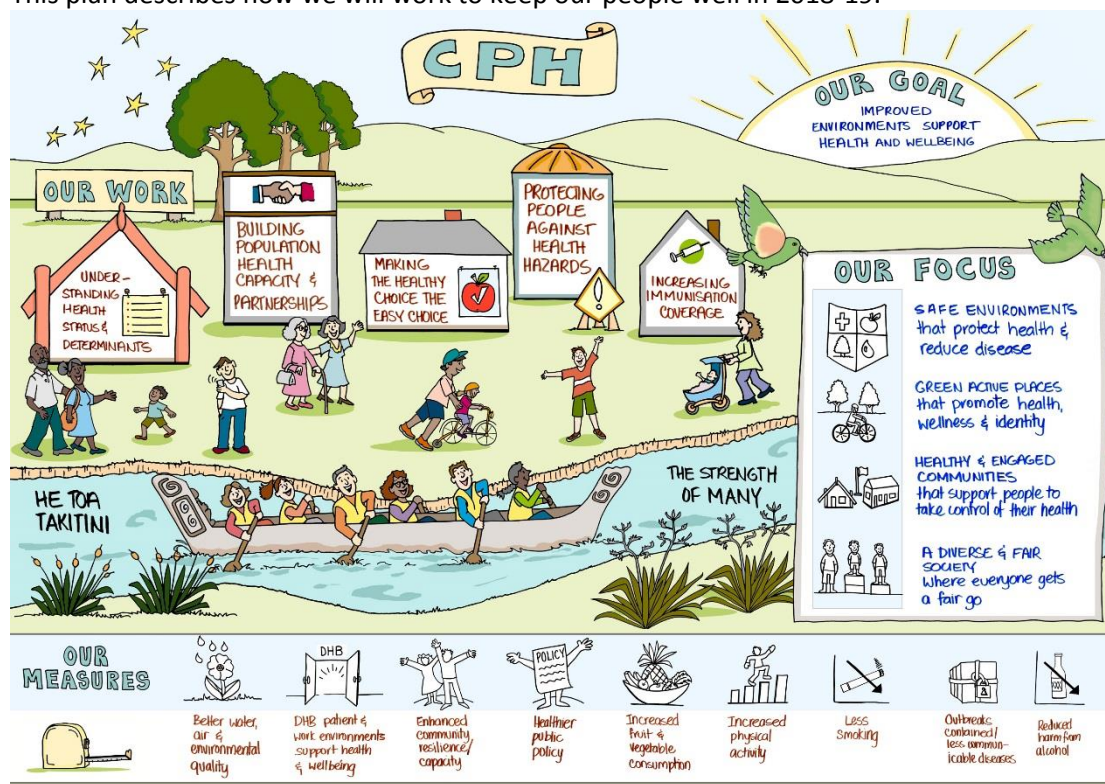 This plan describes how we will work to keep our people well in 2018-19.
CPH
OUR GOAL
IMPROVED
ENVIRONMENTS SUPPORT
HEALTH AND WELLBEING
OUR WORK
UNDER-
STANDING
HEALTH
STATUS &
DETERMINANTS
BUILDING
POPULATION
HEALTH
CAPACITY &
PARTNERSHIPS
MAKING
THE HEALTHY
CHOICE THE
EASY CHOICE
PROTECTING
PEOPLE
AGAINST
HEALTH
HAZARDS
!
INCREASING
IMMUNISATION
COVERAGE
OUR FOCUS
SAFE ENVIRONMENTS
that protect health &
reduce disease
GREEN ACTIVE PLACES
that promote health,
wellness & identity
HEALTHY & ENGAGED
COMMUNITIES
that support people to
take control of their health
A DIVERSE & FAIR
SOCIETY
where everyone gets
a fair go
HE TOA
TAKITINI
THE STRENGTH
OF MANY
OUR
MEASURES
Better water,
air &
environmental
quality
DHB
DHB patient &
work environments
support health
& wellbeing
Enhanced
community
resilience/
capacity
POLICY
Healthier
public
policy
Increased
fruit &
vegetable
consumption
Increased
physical
activity
Less
smoking
Outbreaks
contained/
less commun-
icable diseases
Reduced
harm from
alcohol